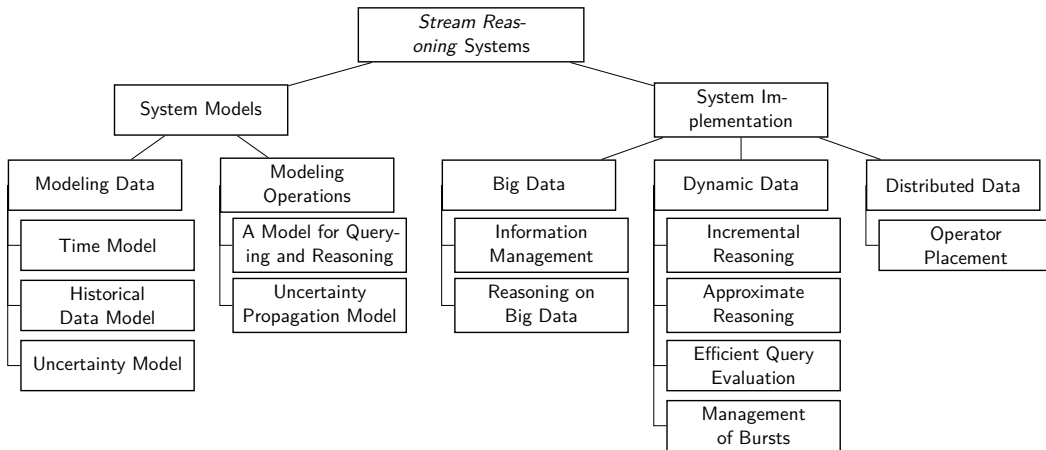 Stream Reas-
oning Systems
System Models
System Im-
plementation
Modeling Data
Modeling
Operations
Big Data
Dynamic Data
Distributed Data
Time Model
A Model for Query-
ing and Reasoning
Information
Management
Incremental
Reasoning
Operator
Placement
Historical
Data Model
Uncertainty
Propagation Model
Reasoning on
Big Data
Approximate
Reasoning
Uncertainty Model
Efficient Query
Evaluation
Management
of Bursts